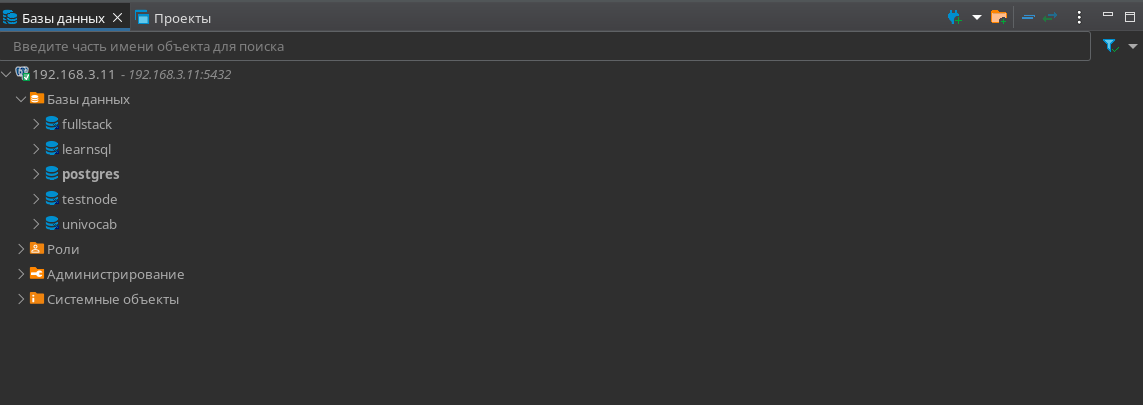 Базы данных Проекты
Введите часть имени объекта для поиска
192.168.3.11 - 192.168.3.11:5432
Базы данных
fullstack
learnsql
postgres
testnode
univocab
Роли
Администрирование
Системные объекты